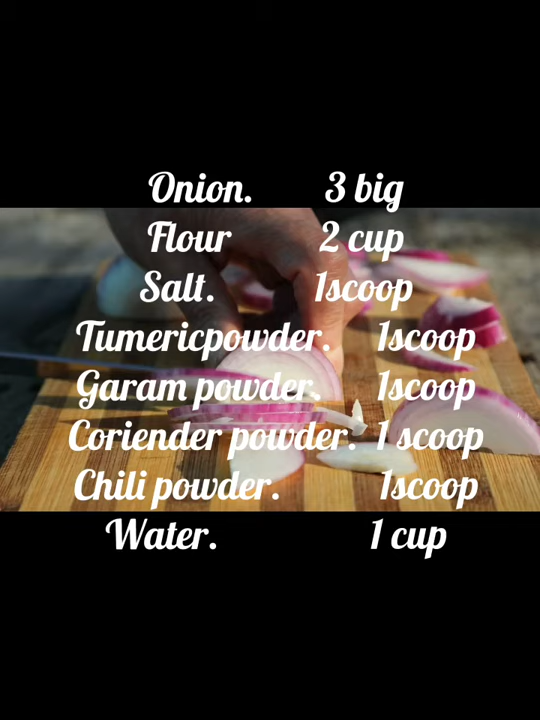 Onion. 3 big
Flour 2 cup
Salt. 1scoop
Tumericpowder. 1scoop
Garam powder. 1scoop
Coriender powder. 1 scoop
Chili powder. 1scoop
Water. 1 cup